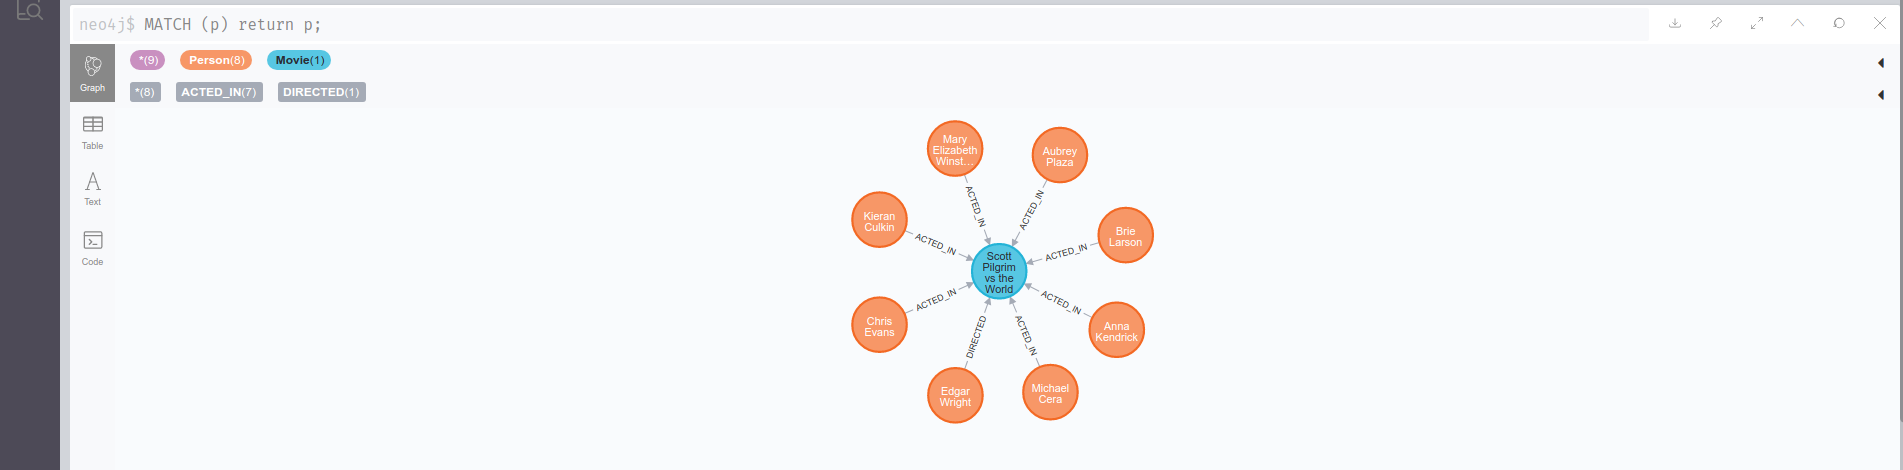 neo4j$ MATCH (p) return p;
*(9) Person(8) Movie(1)
*(8) ACTED_IN(7) DIRECTED(1)
Graph
Table
Text
Code
Mary
Elizabeth
Winst...
Aubrey
Plaza
Kieran
Culkin
Brie
Larson
Scott
Pilgrim
vs the
World
Chris
Evans
Anna
Kendrick
Edgar
Wright
Michael
Cera
ACTED_IN
ACTED_IN
ACTED_IN
ACTED_IN
ACTED_IN
ACTED_IN
DIRECTED
ACTED_IN